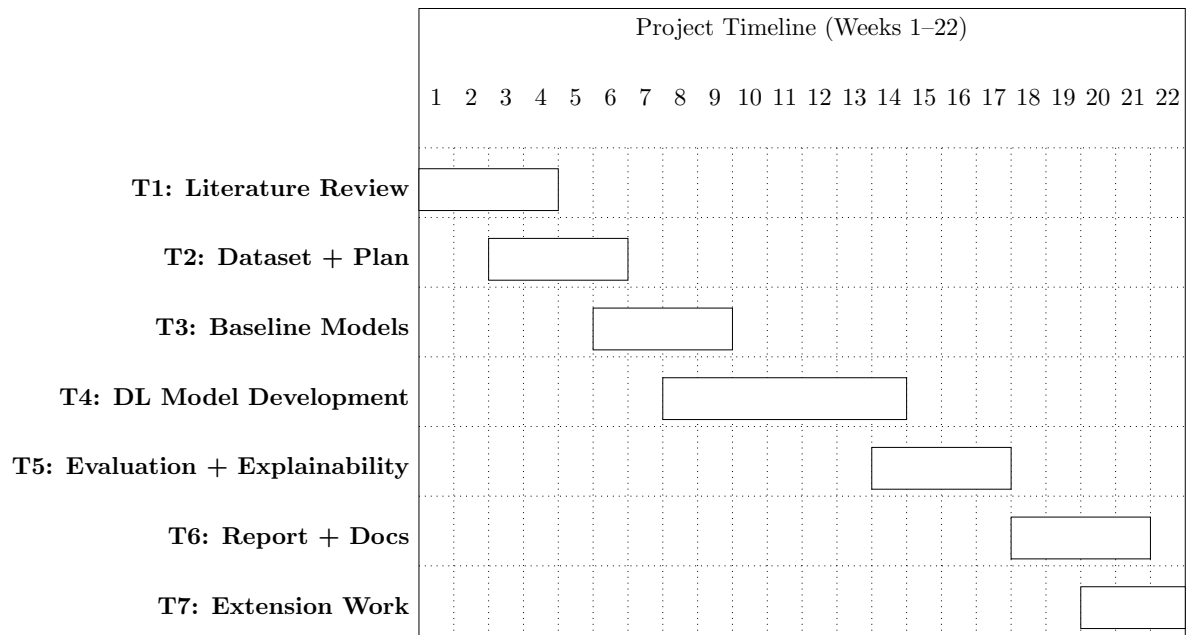 Project Timeline (Weeks 1–22)
1 2 3 4 5 6 7 8 9 10 11 12 13 14 15 16 17 18 19 20 21 22
T1: Literature Review
T2: Dataset + Plan
T3: Baseline Models
T4: DL Model Development
T5: Evaluation + Explainability
T6: Report + Docs
T7: Extension Work